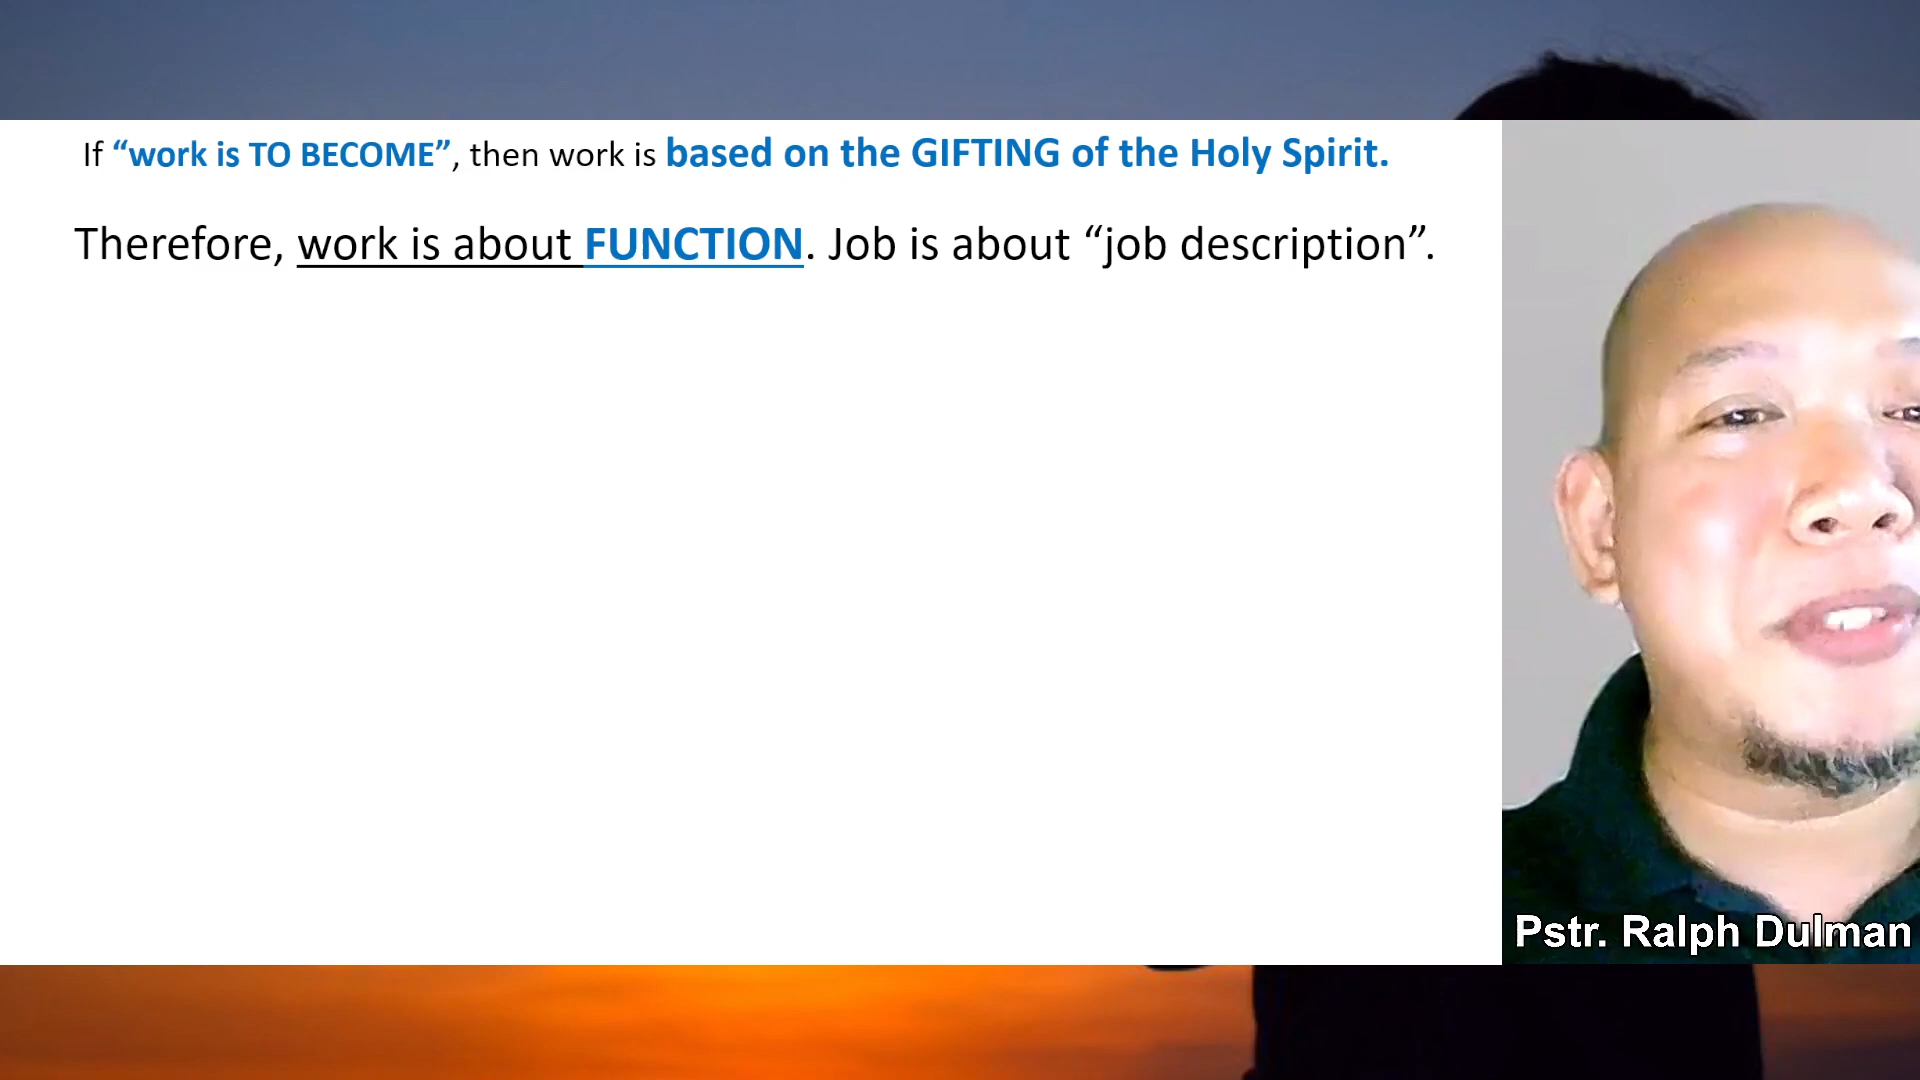 If “work is TO BECOME”, then work is based on the GIFTING of the Holy Spirit.
Therefore, work is about FUNCTION. Job is about “job description”.
Pstr. Ralph Dulman